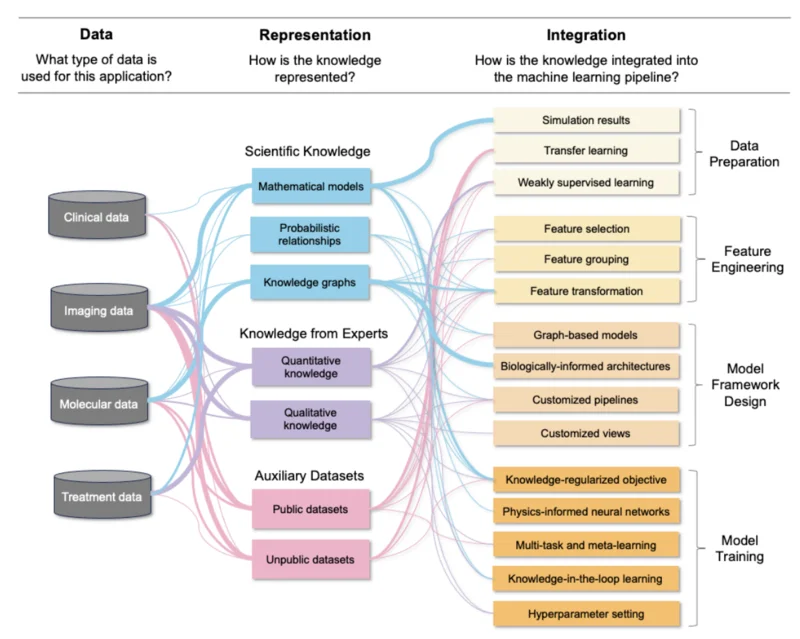 Data
What type of data is
used for this application?
Representation
How is the knowledge
represented?
Integration
How is the knowledge integrated into
the machine learning pipeline?
Clinical data
Imaging data
Molecular data
Treatment data
Scientific Knowledge
Mathematical models
Probabilistic
relationships
Knowledge graphs
Knowledge from Experts
Quantitative
knowledge
Qualitative
knowledge
Auxiliary Datasets
Public datasets
Unpublic datasets
Simulation results
Transfer learning
Weakly supervised learning
Data
Preparation
Feature selection
Feature grouping
Feature transformation
Feature
Engineering
Graph-based models
Biologically-informed architectures
Customized pipelines
Customized views
Model
Framework
Design
Knowledge-regularized objective
Physics-informed neural networks
Multi-task and meta-learning
Knowledge-in-the-loop learning
Hyperparameter setting
Model
Training